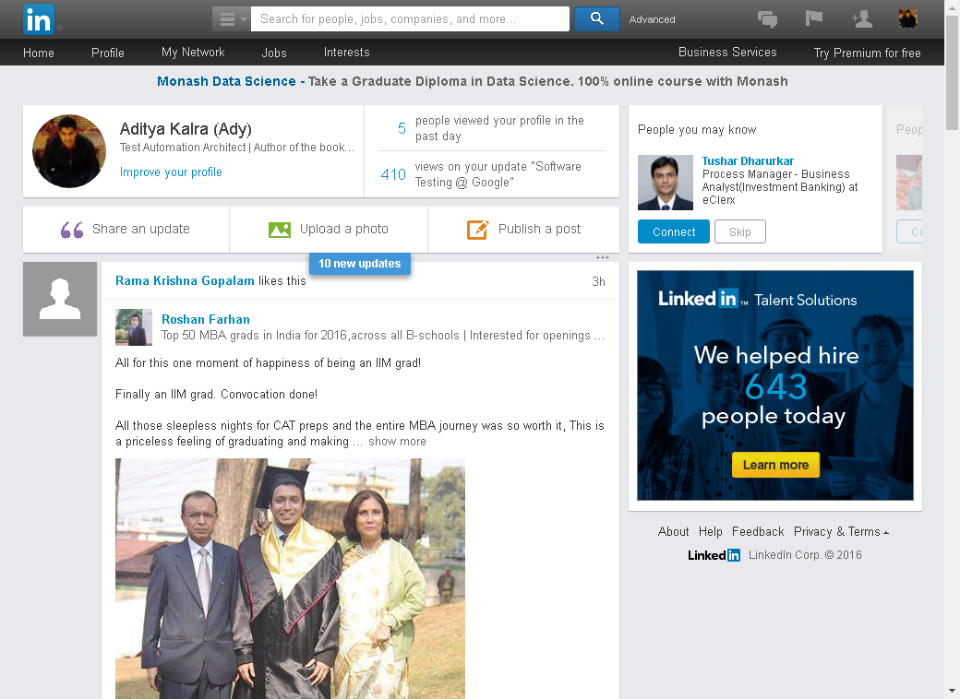 in
Search for people, jobs, companies, and more...
Advanced
Home Profile My Network Jobs Interests Business Services Try Premium for free
Monash Data Science - Take a Graduate Diploma in Data Science. 100% online course with Monash
Aditya Kalra (Ady)
Test Automation Architect | Author of the book...
Improve your profile
5 people viewed your profile in the
past day
410 views on your update "Software
Testing @ Google"
People you may know
Tushar Dharurkar
Process Manager - Business
Analyst(Investment Banking) at
eClerx
Connect Skip
Share an update
Upload a photo
Publish a post
10 new updates
Rama Krishna Gopalam likes this
3h
Roshan Farhan
Top 50 MBA grads in India for 2016,across all B-schools | Interested for openings ...
All for this one moment of happiness of being an IIM grad!
Finally an IIM grad. Convocation done!
All those sleepless nights for CAT preps and the entire MBA journey was so worth it, This is
a priceless feeling of graduating and making ... show more
Linked in ™ Talent Solutions
We helped hire
643
people today
Learn more
About Help Feedback Privacy & Terms
Linked in LinkedIn Corp. © 2016